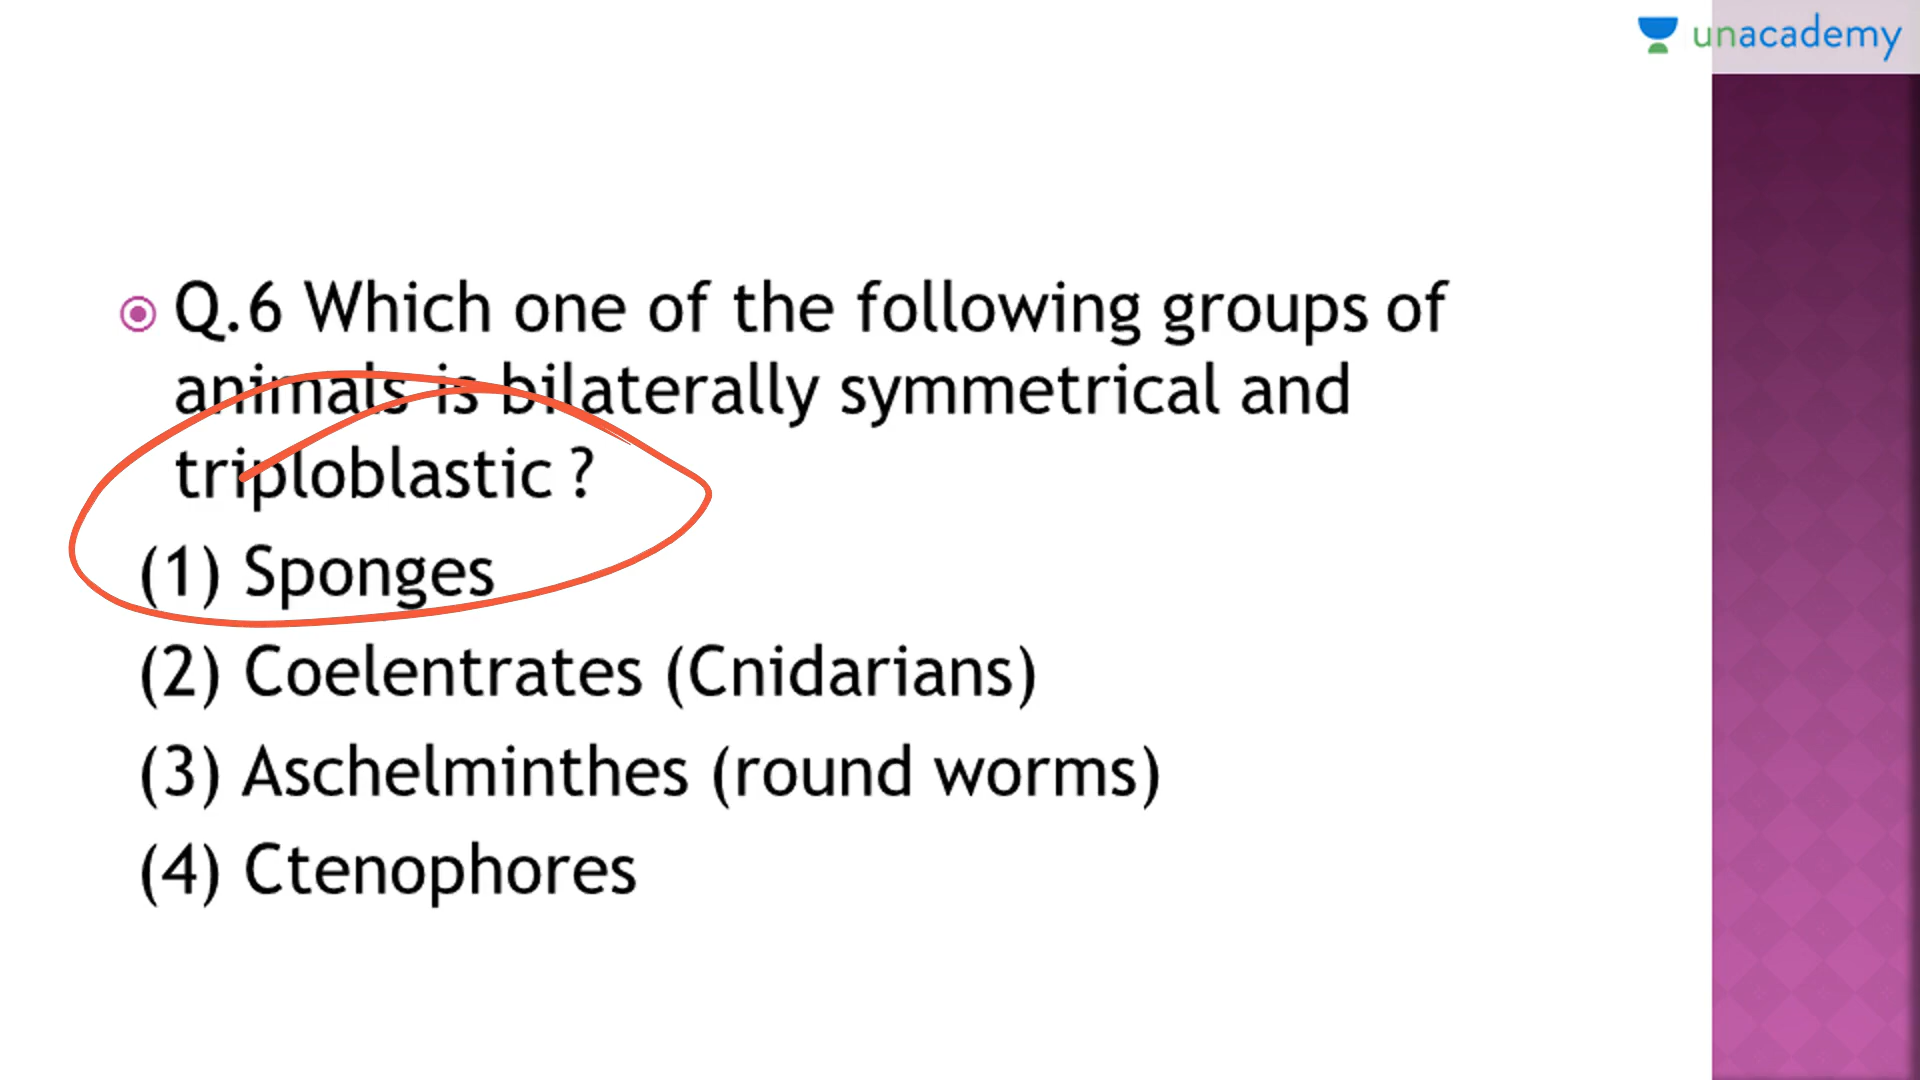 unacademy
Q.6 Which one of the following groups of
animals is bilaterally symmetrical and
triploblastic ?
(1) Sponges
(2) Coelentrates (Cnidarians)
(3) Aschelminthes (round worms)
(4) Ctenophores